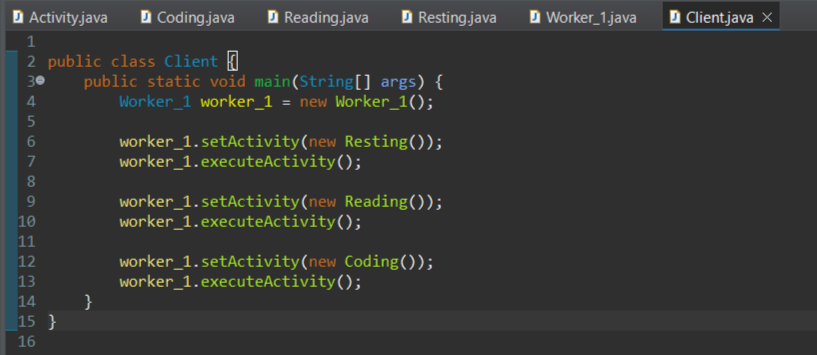 Activity.java Coding.java Reading.java Resting.java Worker_1.java Client.java
1
2 public class Client {
3 public static void main(String[] args) {
4 Worker_1 worker_1 = new Worker_1();
5
6 worker_1.setActivity(new Resting());
7 worker_1.executeActivity();
8
9 worker_1.setActivity(new Reading());
10 worker_1.executeActivity();
11
12 worker_1.setActivity(new Coding());
13 worker_1.executeActivity();
14 }
15 }
16